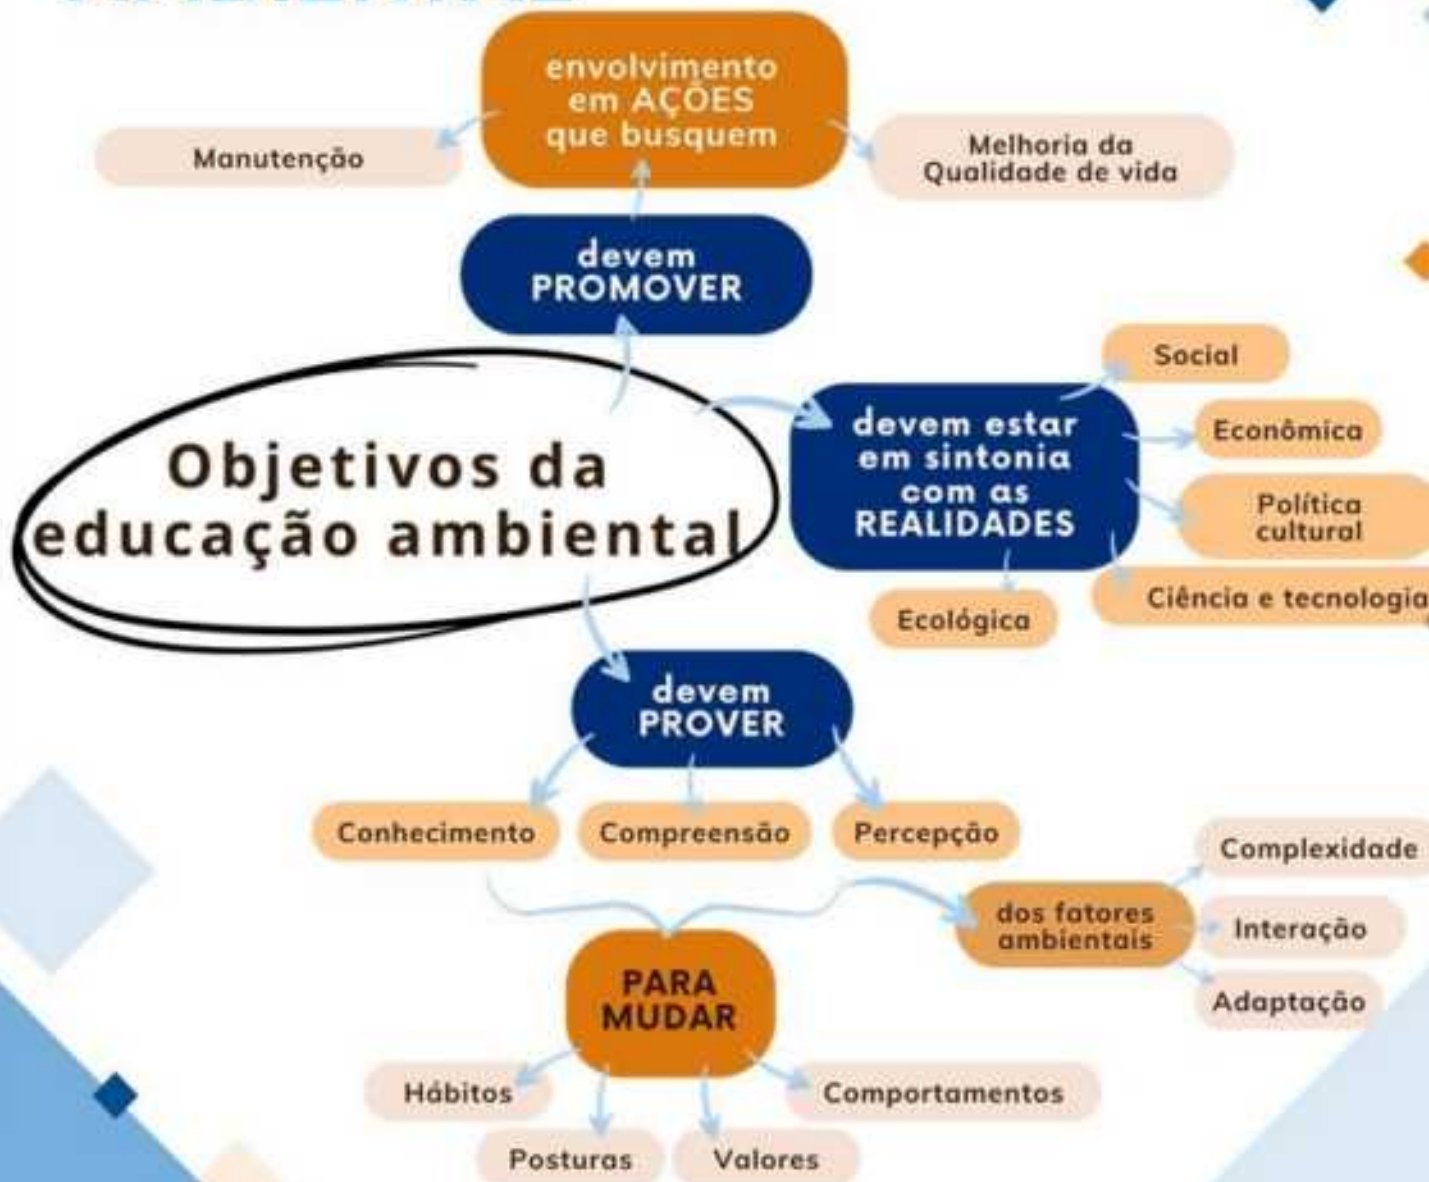 envolvimento
em AÇÕES
que busquem
Manutenção
Melhoria da
Qualidade de vida
devem
PROMOVER
Objetivos da
educação ambiental
devem estar
em sintonia
com as
REALIDADES
Social
Econômica
Política
cultural
Ciência e tecnologia
Ecológica
devem
PROVER
Conhecimento
Compreensão
Percepção
dos fatores
ambientais
Complexidade
Interação
Adaptação
PARA
MUDAR
Hábitos
Comportamentos
Posturas
Valores